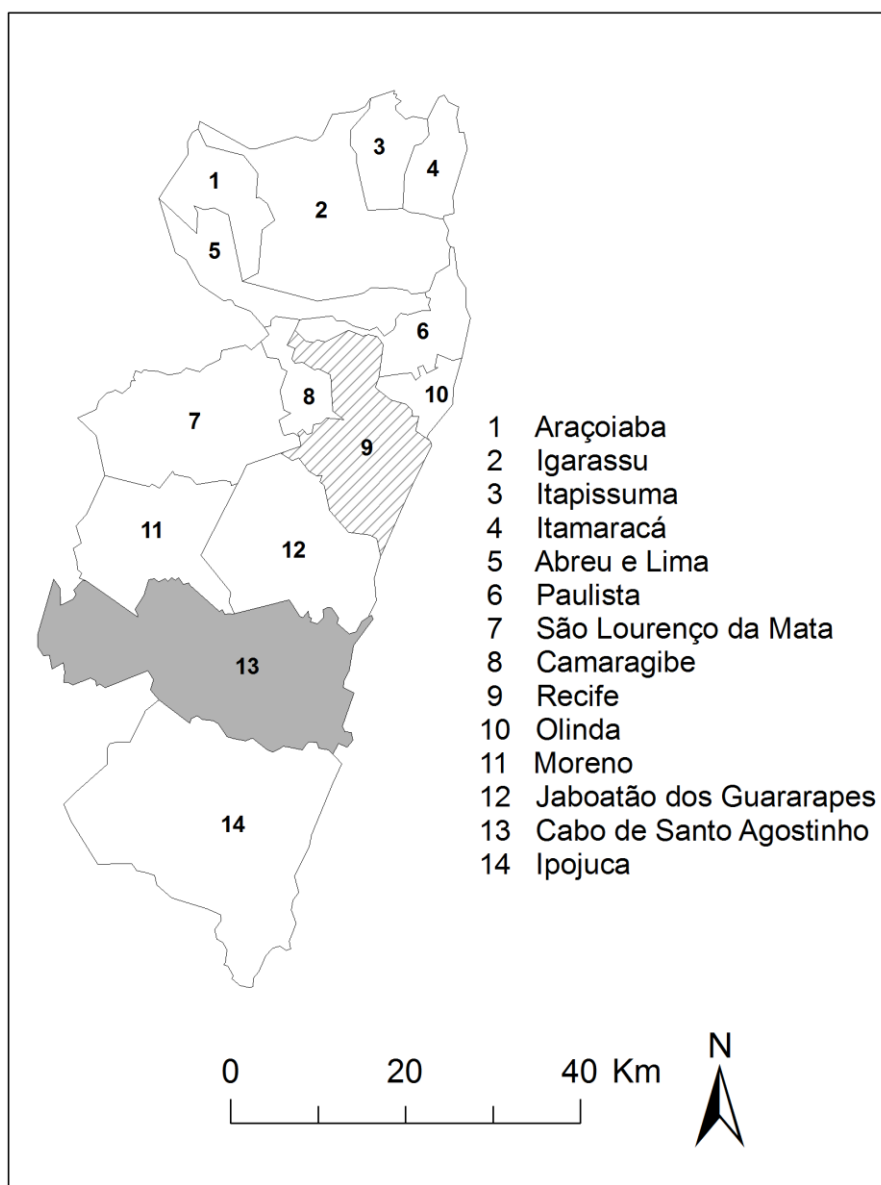 3
1
4
2
5
6
8
10
7
9
11
12
13
14
1 Araçoiaba
2 Igarassu
3 Itapissuma
4 Itamaracá
5 Abreu e Lima
6 Paulista
7 São Lourenço da Mata
8 Camaragibe
9 Recife
10 Olinda
11 Moreno
12 Jaboatão dos Guararapes
13 Cabo de Santo Agostinho
14 Ipojuca
N
0 20 40 Km